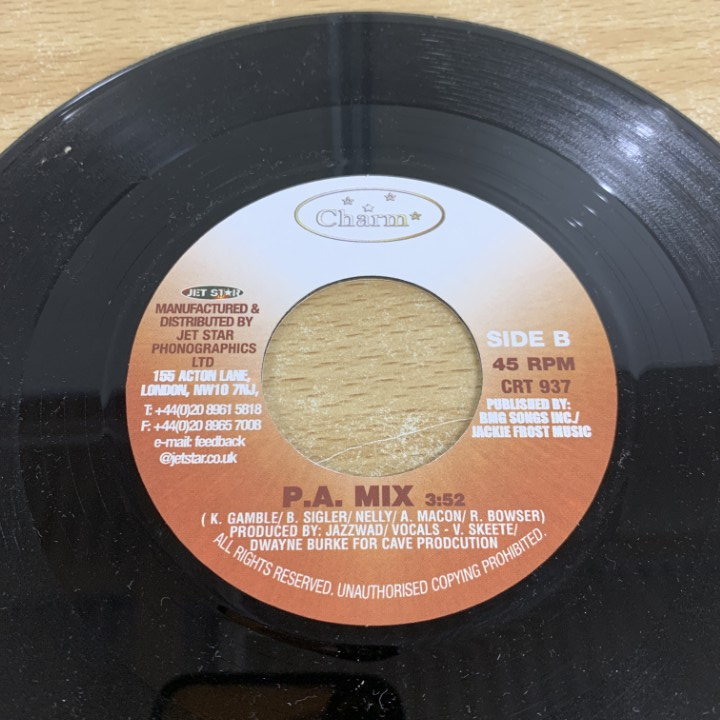 Charm
JET STAR
MANUFACTURED &
DISTRIBUTED BY
JET STAR
PHONOGRAPHICS
LTD
155 ACTON LANE,
LONDON, NW10 7NJ,
T: +44(0)20 8961 5818
F: +44(0)20 8965 7008
e-mail: feedback
@jetstar.co.uk
SIDE B
45 RPM
CRT 937
PUBLISHED BY:
BMG SONGS INC./
JACKIE FROST MUSIC
P.A. MIX 3:52
( K. GAMBLE/ B. SIGLER/ NELLY/ A. MACON/ R. BOWSER)
PRODUCED BY: JAZZWAD/ VOCALS - V. SKEETE/
DWAYNE BURKE FOR CAVE PRODCUTION
ALL RIGHTS RESERVED. UNAUTHORISED COPYING PROHIBITED.